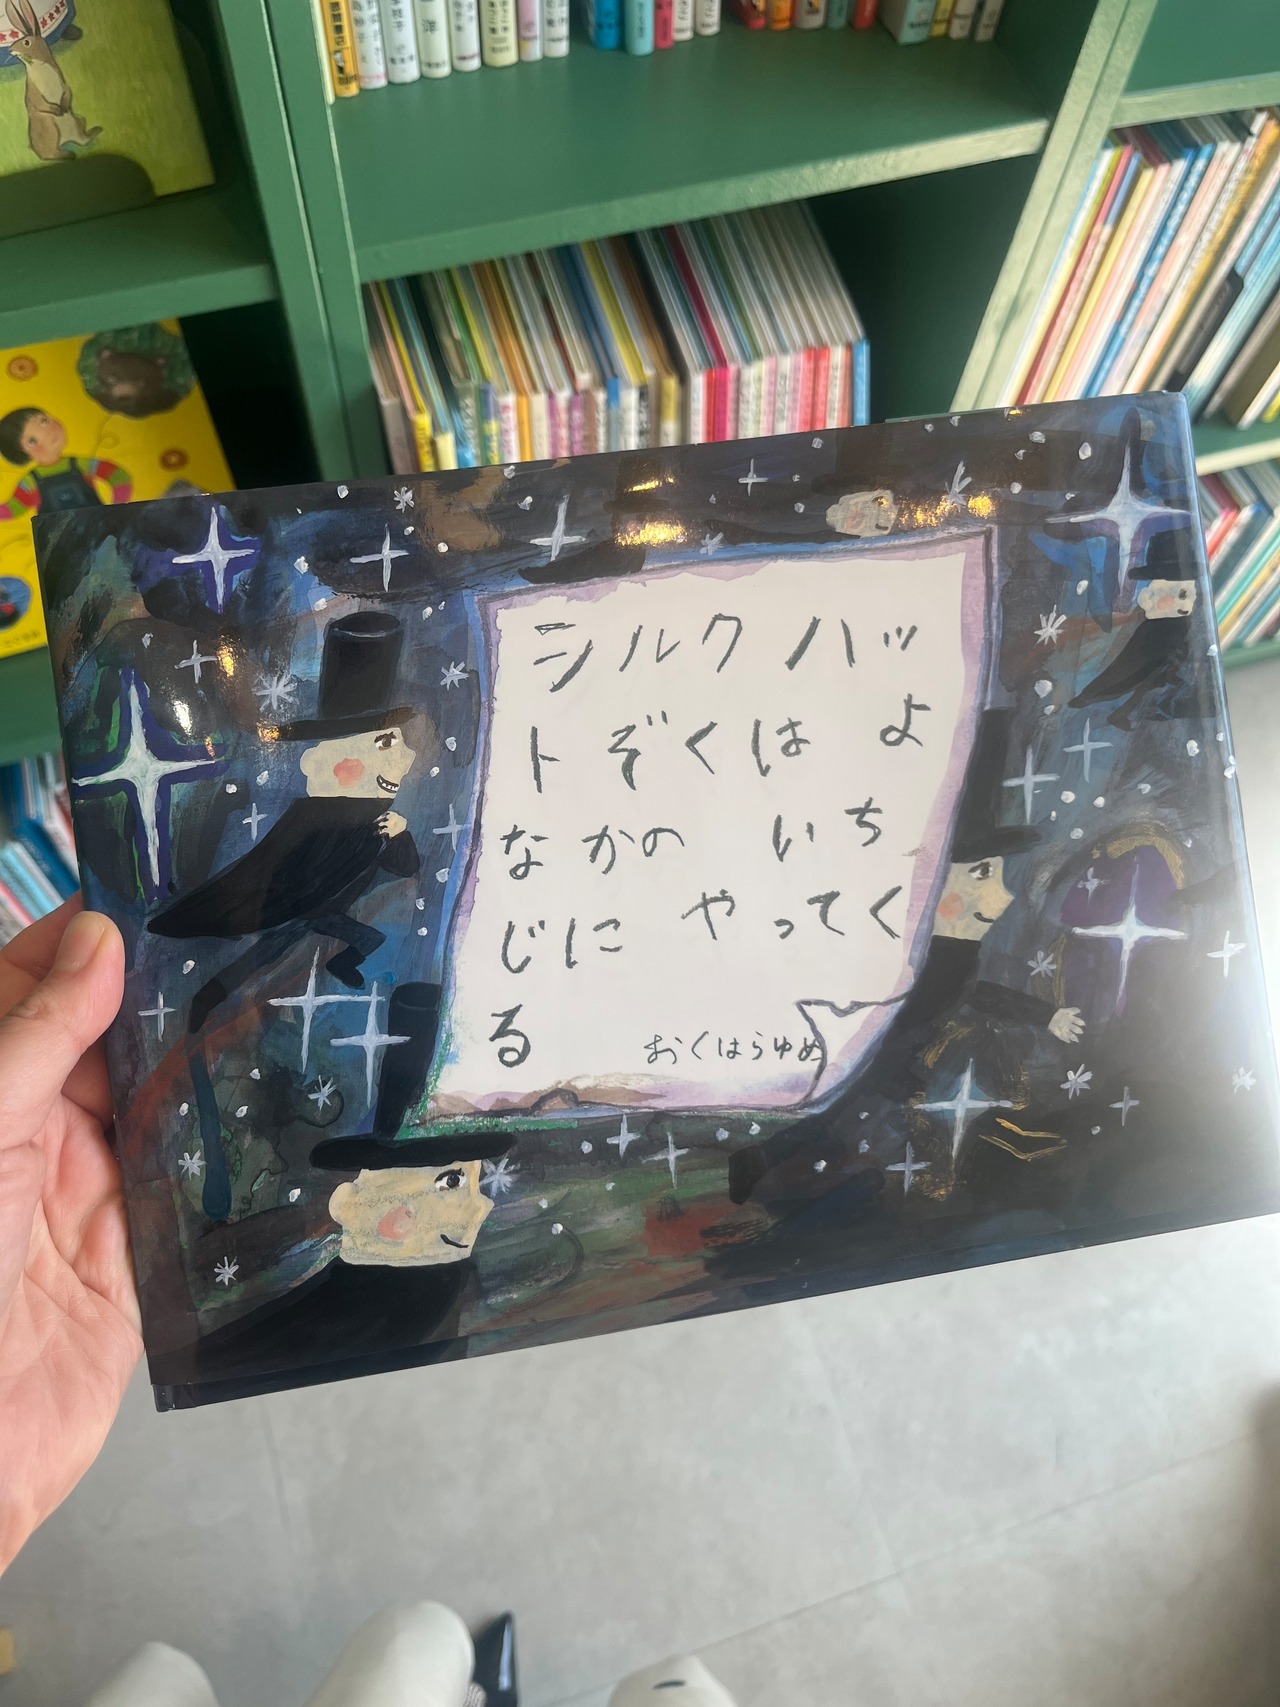 シルクハッ
トぞくは よ
なかの いち
じに やってく
る
おくはらゆめ